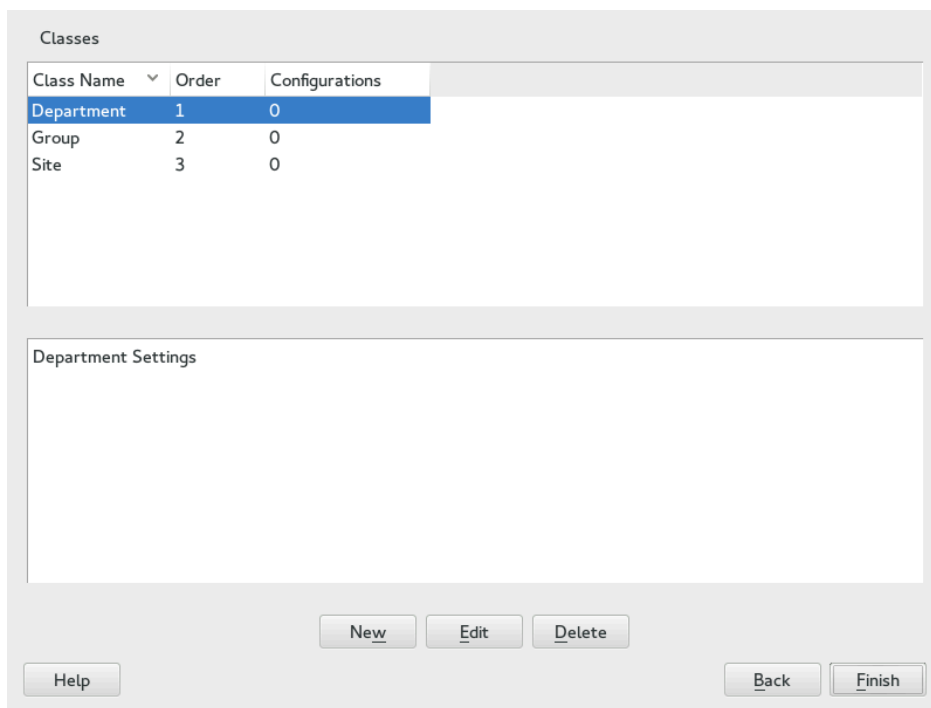 Classes
Class Name Order Configurations
Department 1 0
Group 2 0
Site 3 0
Department Settings
New Edit Delete
Help Back Finish